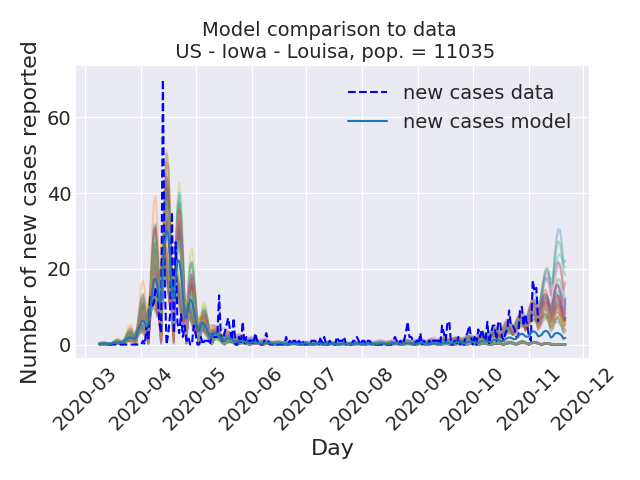 Model comparison to data
US - Iowa - Louisa, pop. = 11035
Number of new cases reported
60
40
20
0
new cases data
new cases model
2020-03
2020-04
2020-05
2020-06
2020-07
2020-08
2020-09
2020-10
2020-11
2020-12
Day